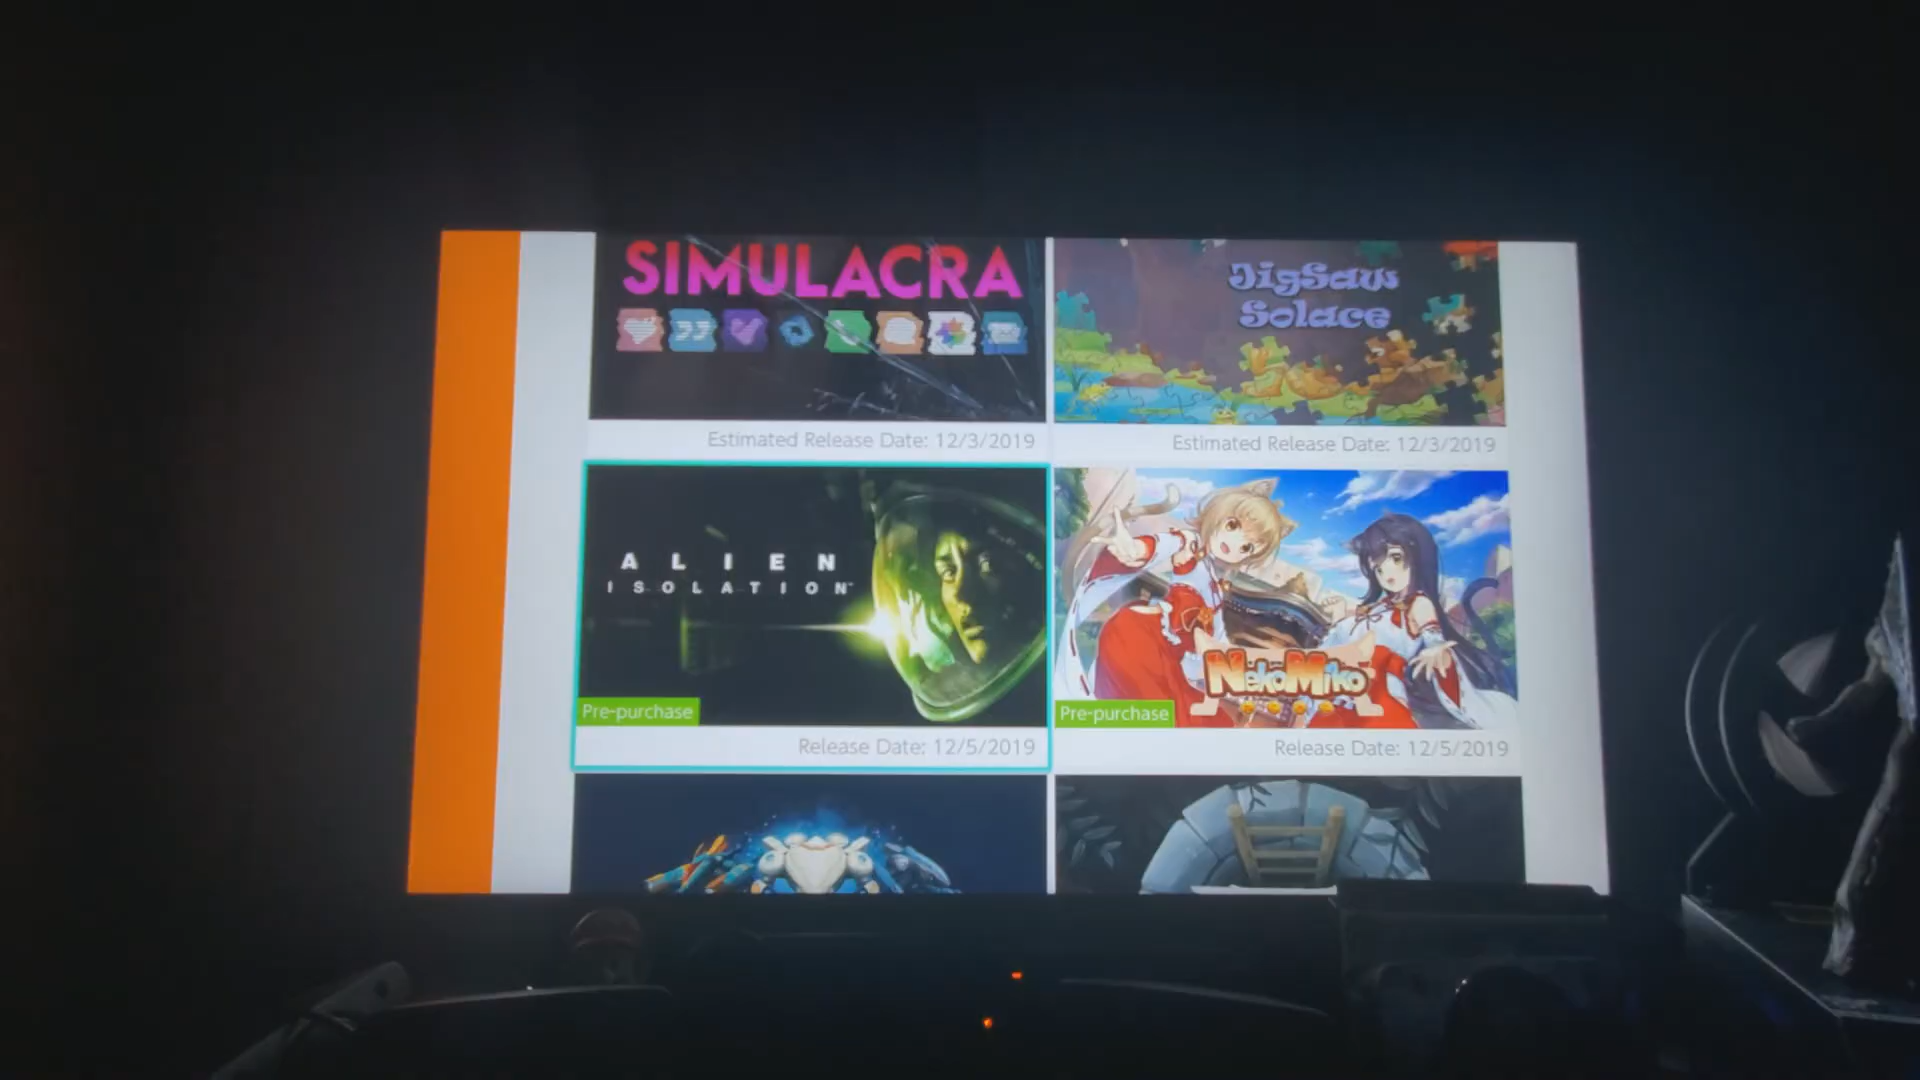 SIMULACRA
JigSaw
Solace
Estimated Release Date: 12/3/2019
Estimated Release Date: 12/3/2019
ALIEN
ISOLATION™
NekoMiko
Pre-purchase
Pre-purchase
Release Date: 12/5/2019
Release Date: 12/5/2019